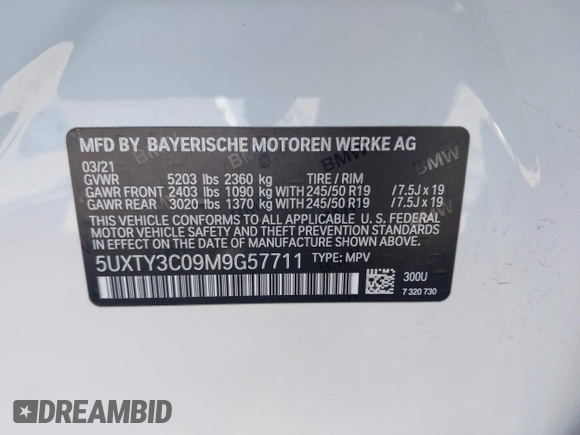 MFD BY BAYERISCHE MOTOREN WERKE AG
03/21
GVWR 5203 lbs 2360 kg TIRE / RIM
GAWR FRONT 2403 lbs 1090 kg WITH 245/50 R19 /7.5J x 19
GAWR REAR 3020 lbs 1370 kg WITH 245/50 R19 /7.5J x 19
THIS VEHICLE CONFORMS TO ALL APPLICABLE U. S. FEDERAL
MOTOR VEHICLE SAFETY AND THEFT PREVENTION STANDARDS
IN EFFECT ON THE DATE OF MANUFACTURE SHOWN ABOVE.
5UXTY3C09M9G57711 TYPE: MPV
300U
7 320 730
BMW
DREAMBID